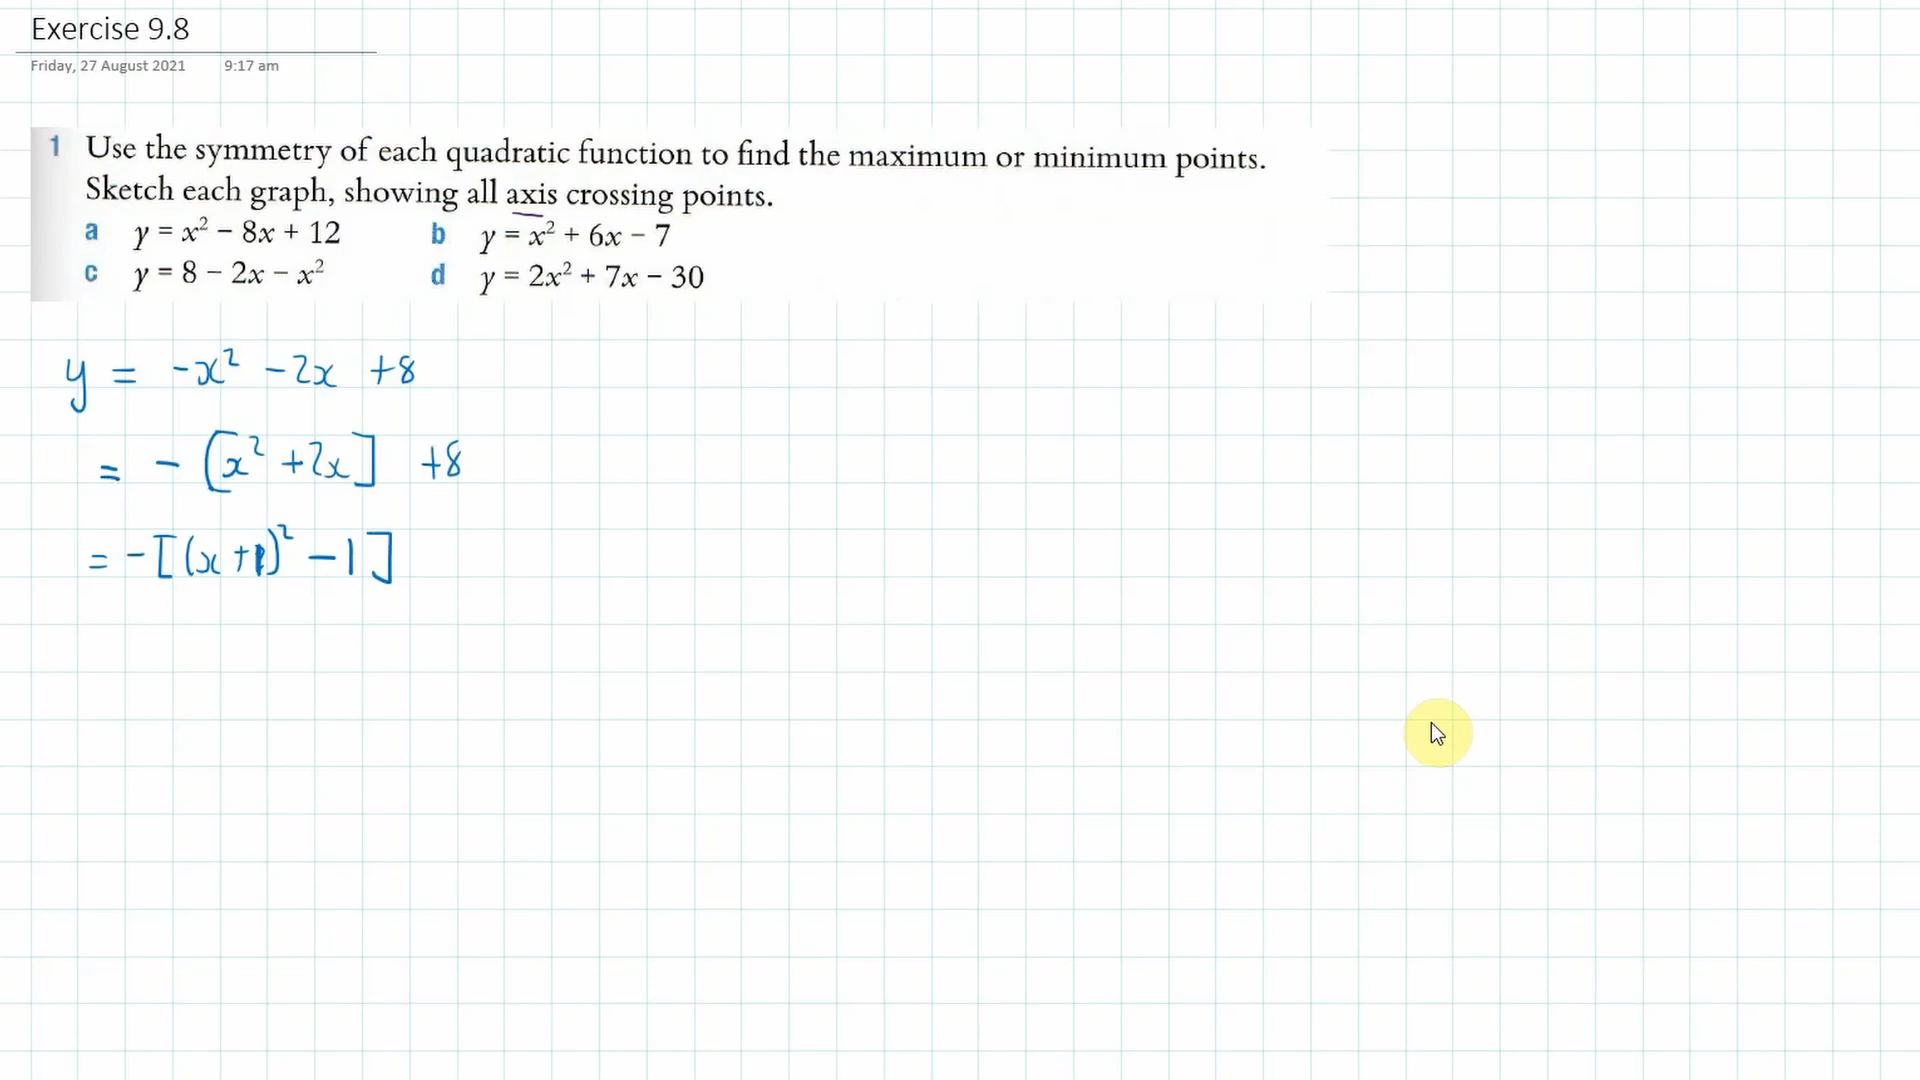 Exercise 9.8
Friday, 27 August 2021 9:17 am
1 Use the symmetry of each quadratic function to find the maximum or minimum points.
Sketch each graph, showing all axis crossing points.
a y = x² − 8x + 12 b y = x² + 6x − 7
c y = 8 − 2x − x² d y = 2x² + 7x − 30
y = -x² -2x +8
= - [x² +2x] +8
= -[(x+1)² -1]